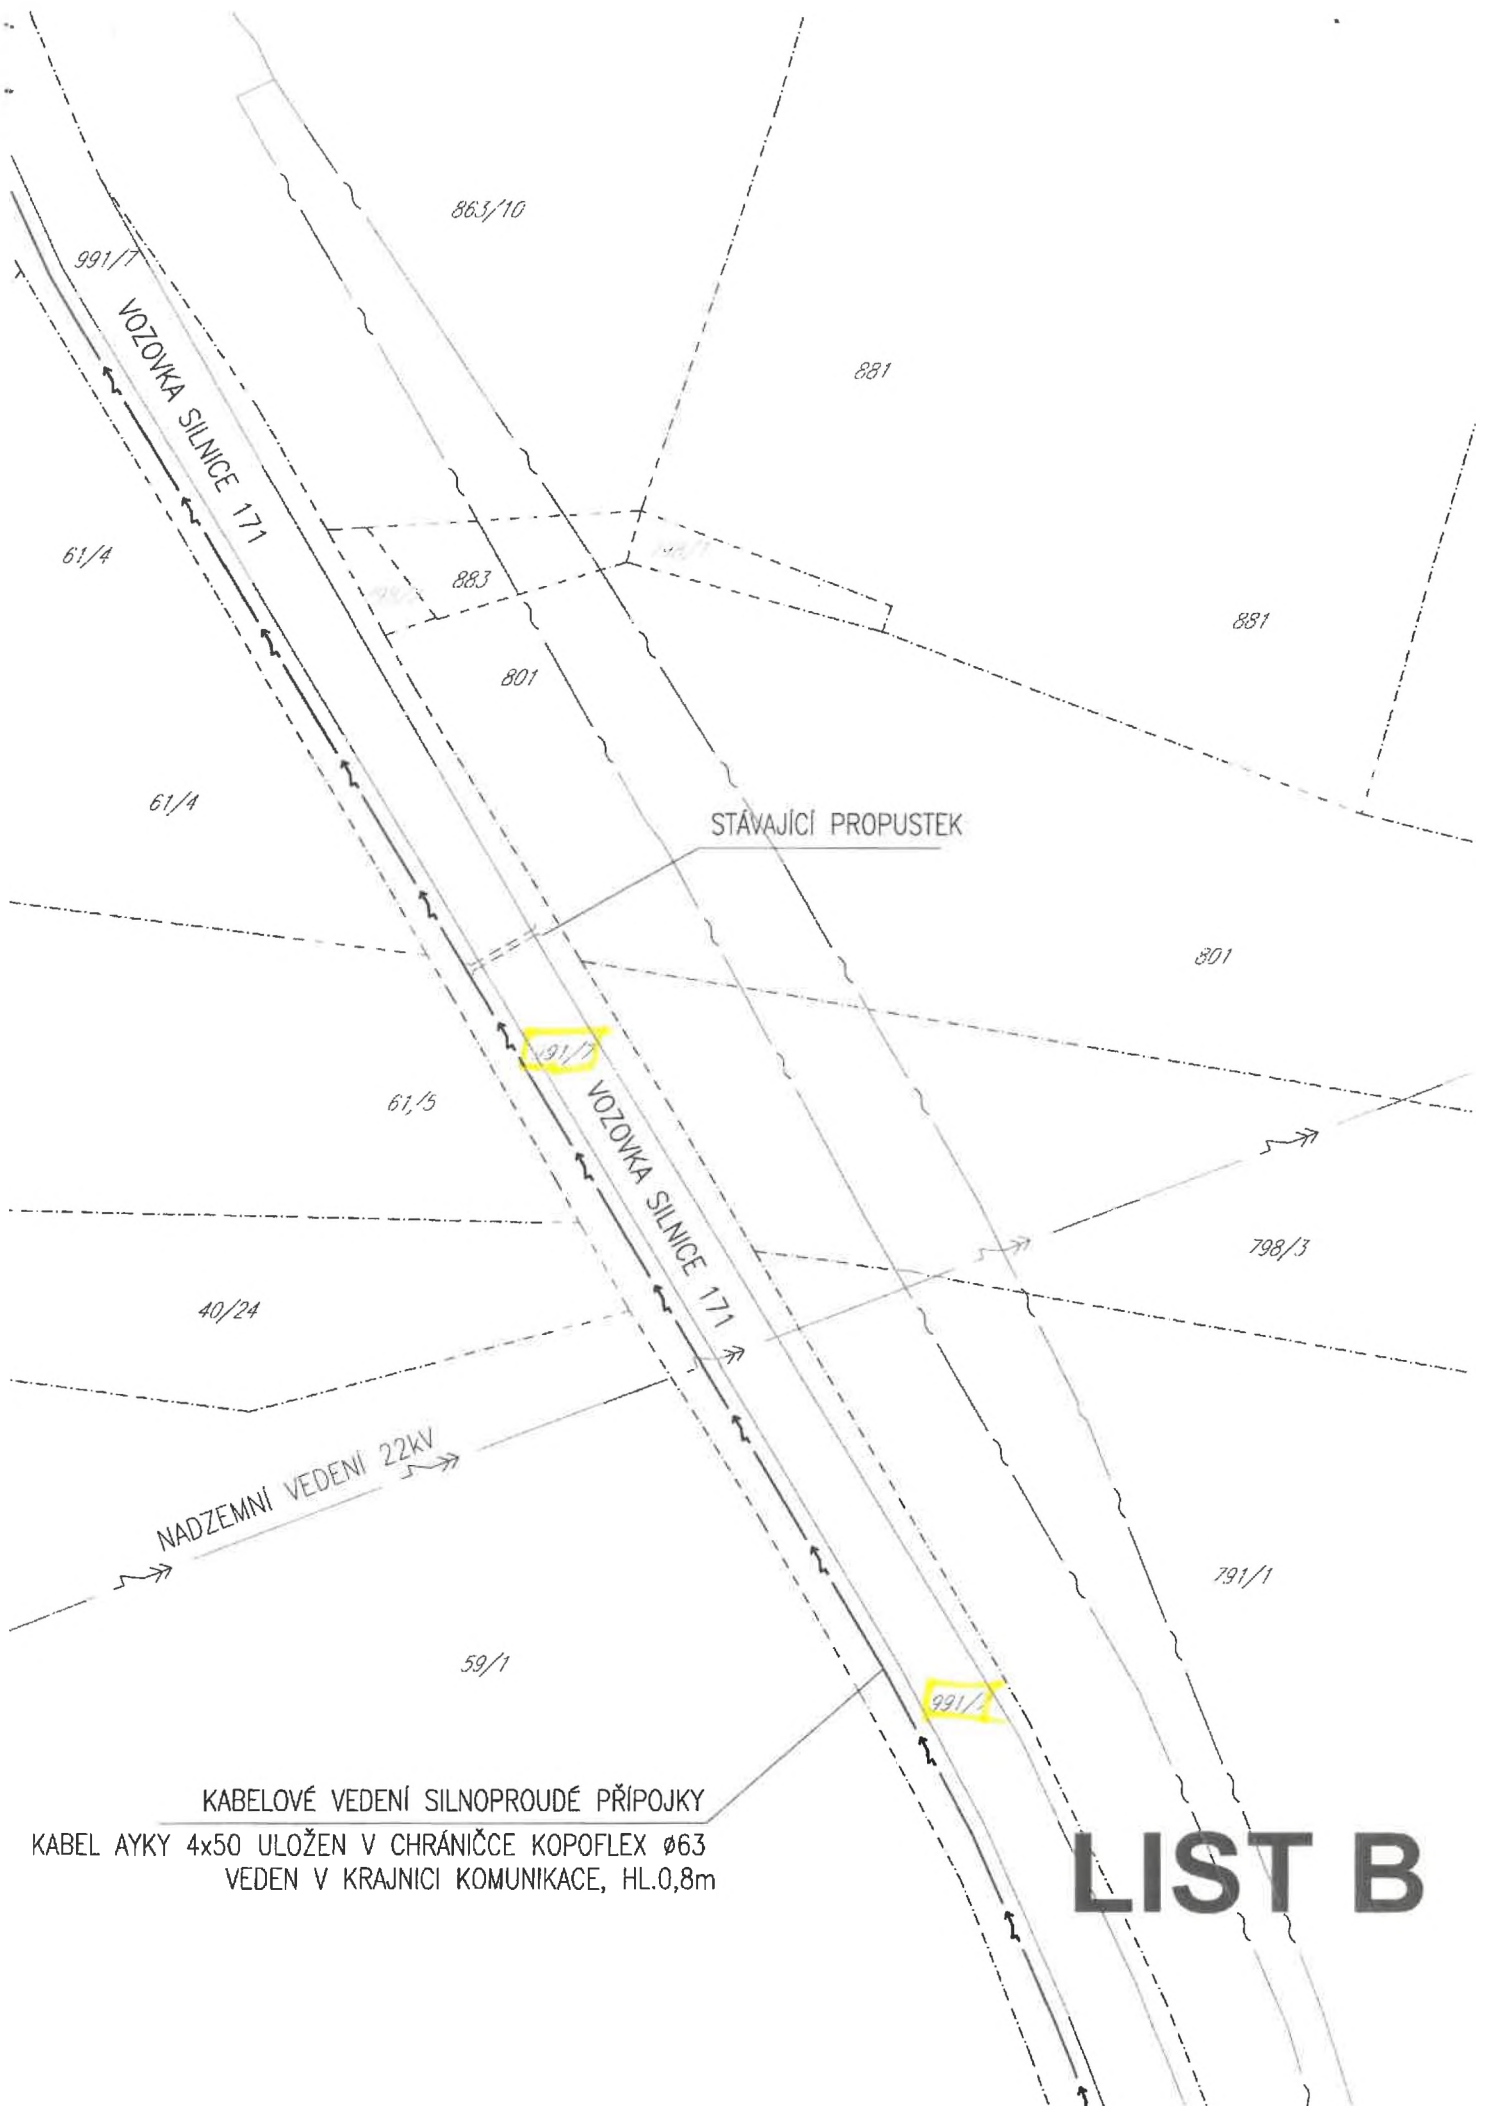 863/10
991/7
VOZOVKA SILNICE 171
881
61/4
883
881
801
61/4
STÁVAJÍCÍ PROPUSTEK
801
61/5
VOZOVKA SILNICE 171
798/3
40/24
NADZEMNÍ VEDENÍ 22kV
791/1
59/1
KABELOVÉ VEDENÍ SILNOPROUDÉ PŘÍPOJKY
KABEL AYKY 4x50 ULOŽEN V CHRÁNIČCE KOPOFLEX ø63
VEDEN V KRAJNICI KOMUNIKACE, HL.0,8m
LIST B